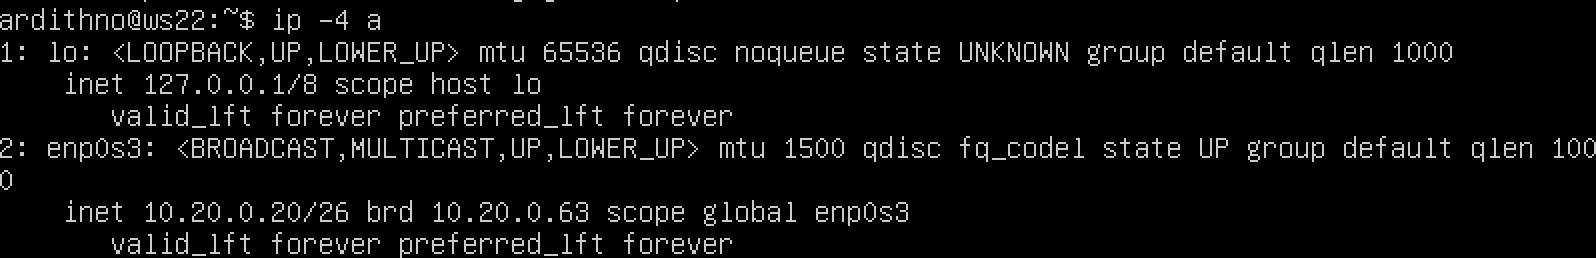 ardithno@ws22:~$ ip -4 a
1: lo: <LOOPBACK,UP,LOWER_UP> mtu 65536 qdisc noqueue state UNKNOWN group default qlen 1000
    inet 127.0.0.1/8 scope host lo
       valid_lft forever preferred_lft forever
2: enp0s3: <BROADCAST,MULTICAST,UP,LOWER_UP> mtu 1500 qdisc fq_codel state UP group default qlen 100
0
    inet 10.20.0.20/26 brd 10.20.0.63 scope global enp0s3
       valid_lft forever preferred_lft forever